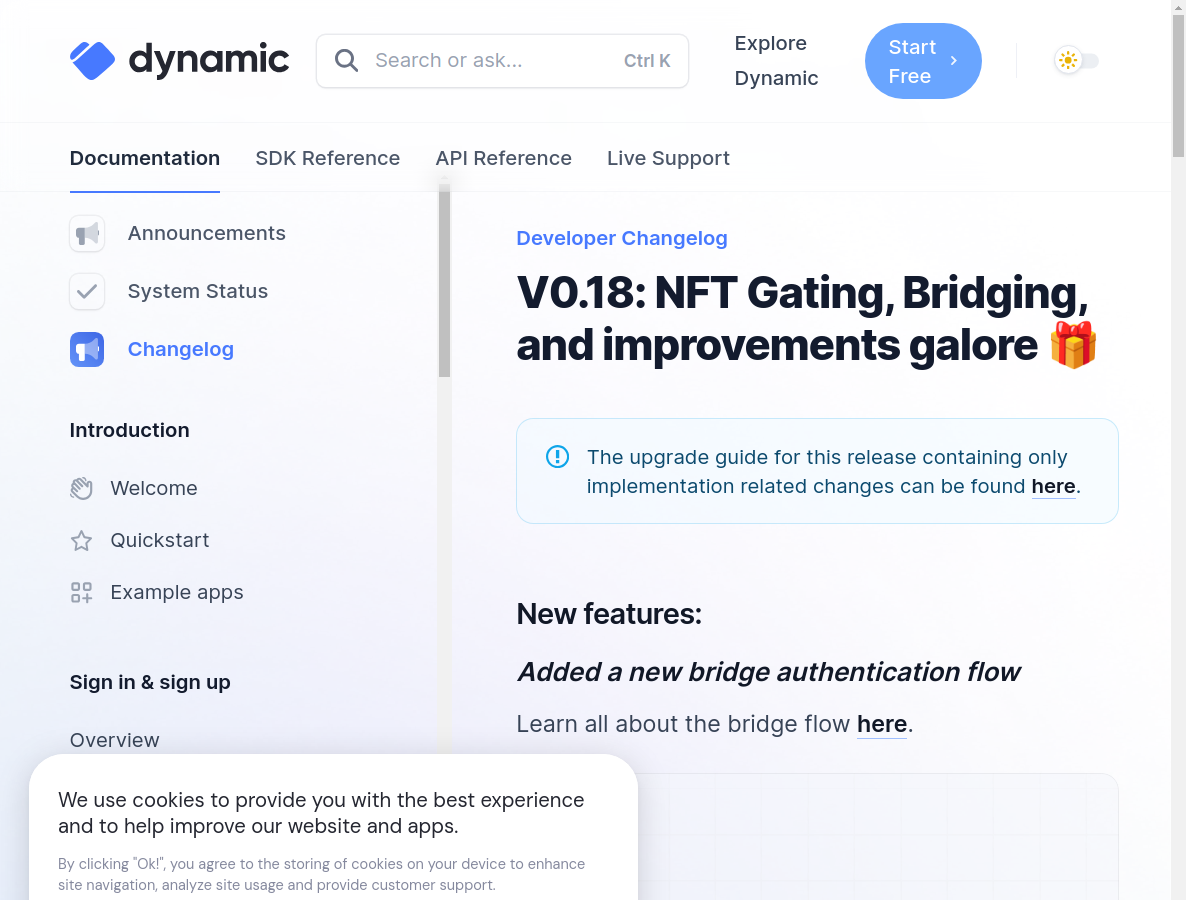 dynamic
Search or ask...
Ctrl K
Explore
Dynamic
Start
Free
Documentation
SDK Reference
API Reference
Live Support
Announcements
System Status
Changelog
Introduction
Welcome
Quickstart
Example apps
Sign in & sign up
Overview
Developer Changelog
V0.18: NFT Gating, Bridging,
and improvements galore 🎁
The upgrade guide for this release containing only
implementation related changes can be found here.
New features:
Added a new bridge authentication flow
Learn all about the bridge flow here.
We use cookies to provide you with the best experience
and to help improve our website and apps.
By clicking "Ok!", you agree to the storing of cookies on your device to enhance
site navigation, analyze site usage and provide customer support.